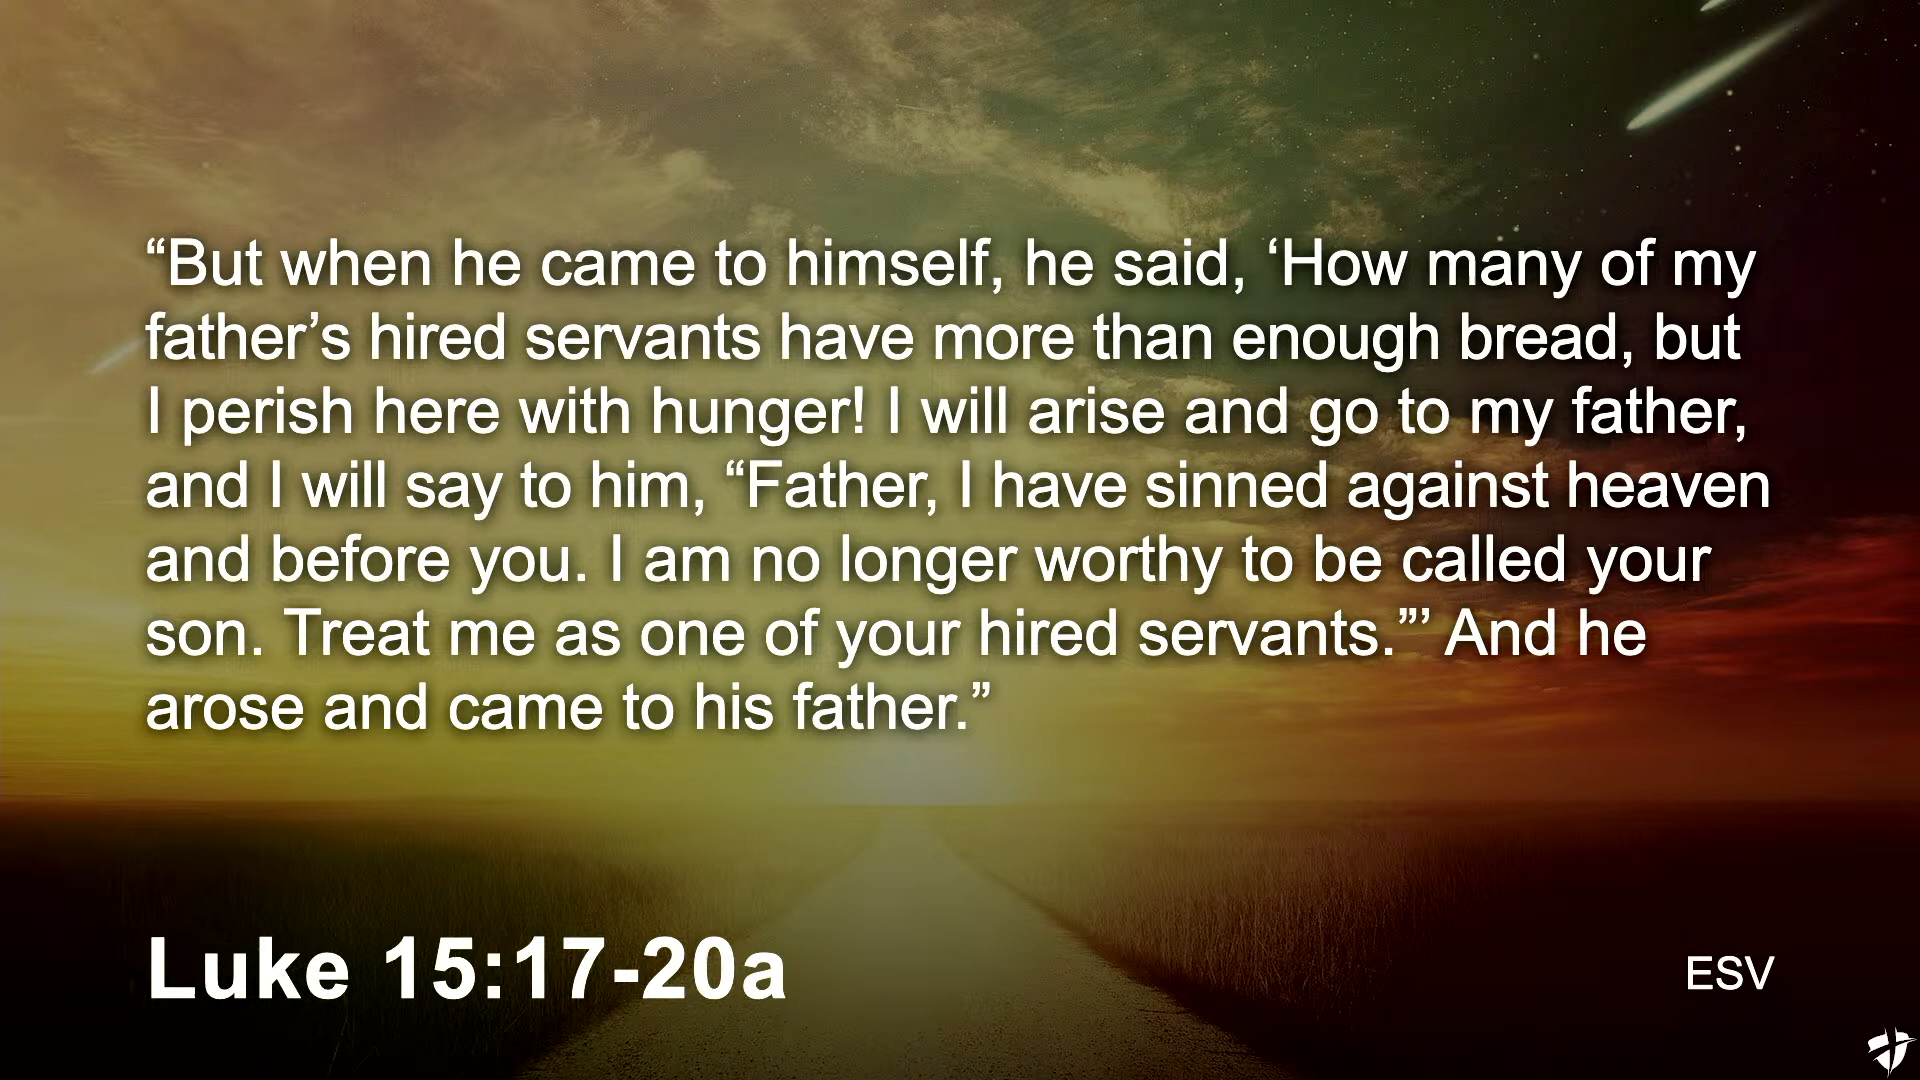 “But when he came to himself, he said, ‘How many of my
father’s hired servants have more than enough bread, but
I perish here with hunger! I will arise and go to my father,
and I will say to him, “Father, I have sinned against heaven
and before you. I am no longer worthy to be called your
son. Treat me as one of your hired servants.”’ And he
arose and came to his father.”
Luke 15:17-20a
ESV